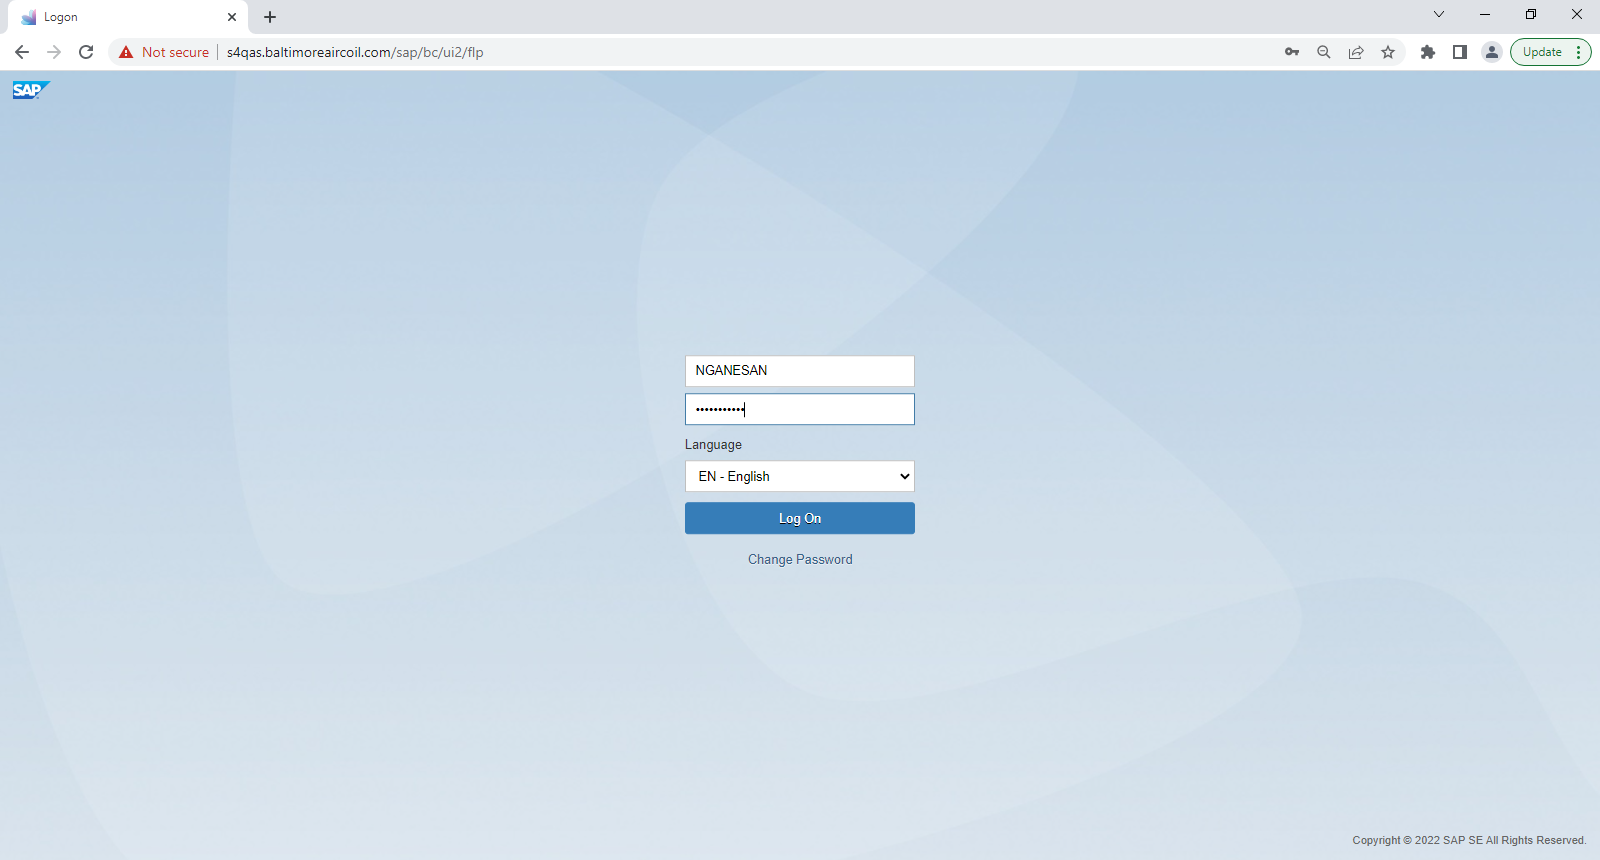 Logon
Update
Not secure
s4qas.baltimoreaircoil.com/sap/bc/ui2/flp
SAP
NGANESAN
•••••••••••
Language
EN - English
Log On
Change Password
Copyright © 2022 SAP SE All Rights Reserved.